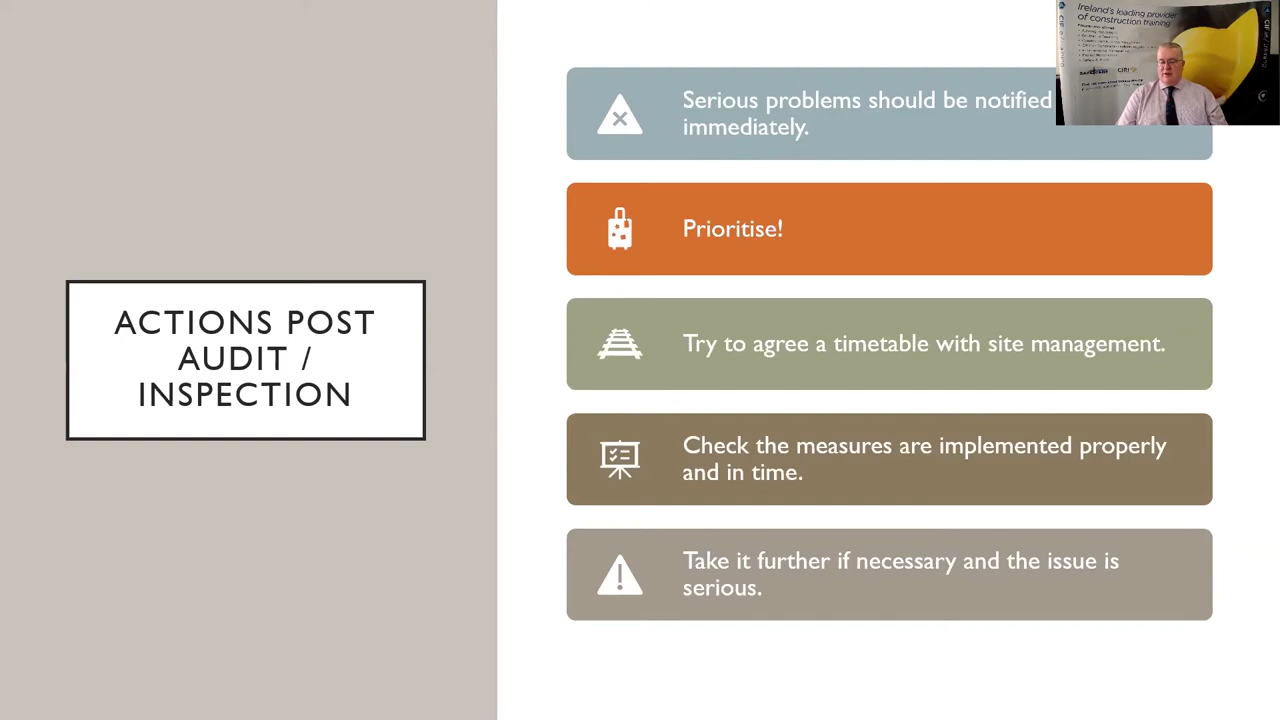 Ireland's leading provider
of construction training
Serious problems should be notified
immediately.
Prioritise!
Try to agree a timetable with site management.
ACTIONS POST
AUDIT /
INSPECTION
Check the measures are implemented properly
and in time.
Take it further if necessary and the issue is
serious.